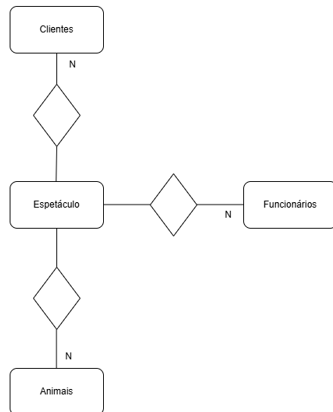 Clientes
N
Espetáculo
Funcionários
N
N
Animais